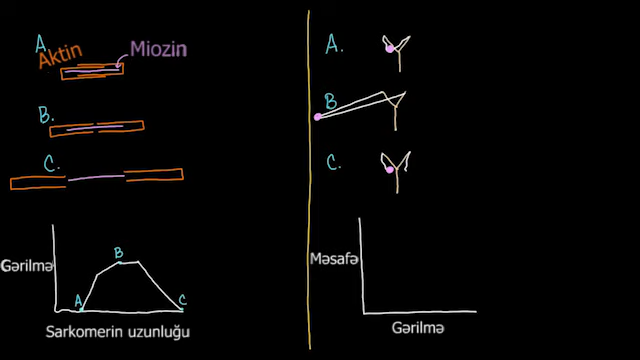 A.
Aktin
Miozin
B.
C.
Gərilmə
A
B
C
Sarkomerin uzunluğu
A.
B
C.
Məsafə
Gərilmə